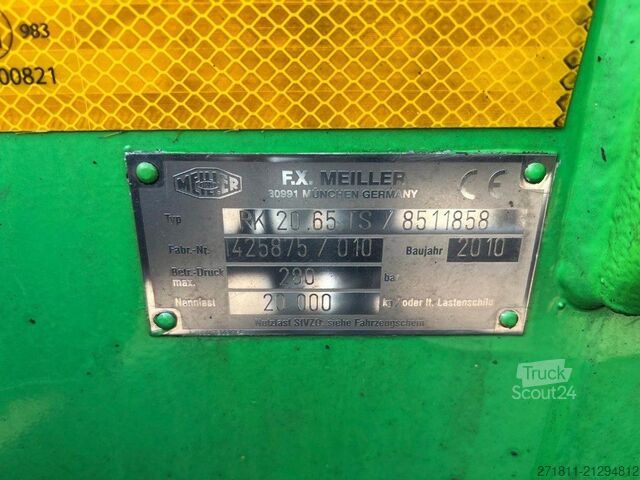 983
00821
MEILLER
F.X. MEILLER
30991 MÜNCHEN GERMANY
CE
Typ RK 20.65 TS / 8511858
Fabr.-Nr. 425875 / 010 Baujahr 2010
Betr.-Druck max. 280 ba
Nennlast 20 000 kg/oder lt. Lastenschild
Nutzlast StVZO: siehe Fahrzeugschein
Truck
Scout24
271811-21294812